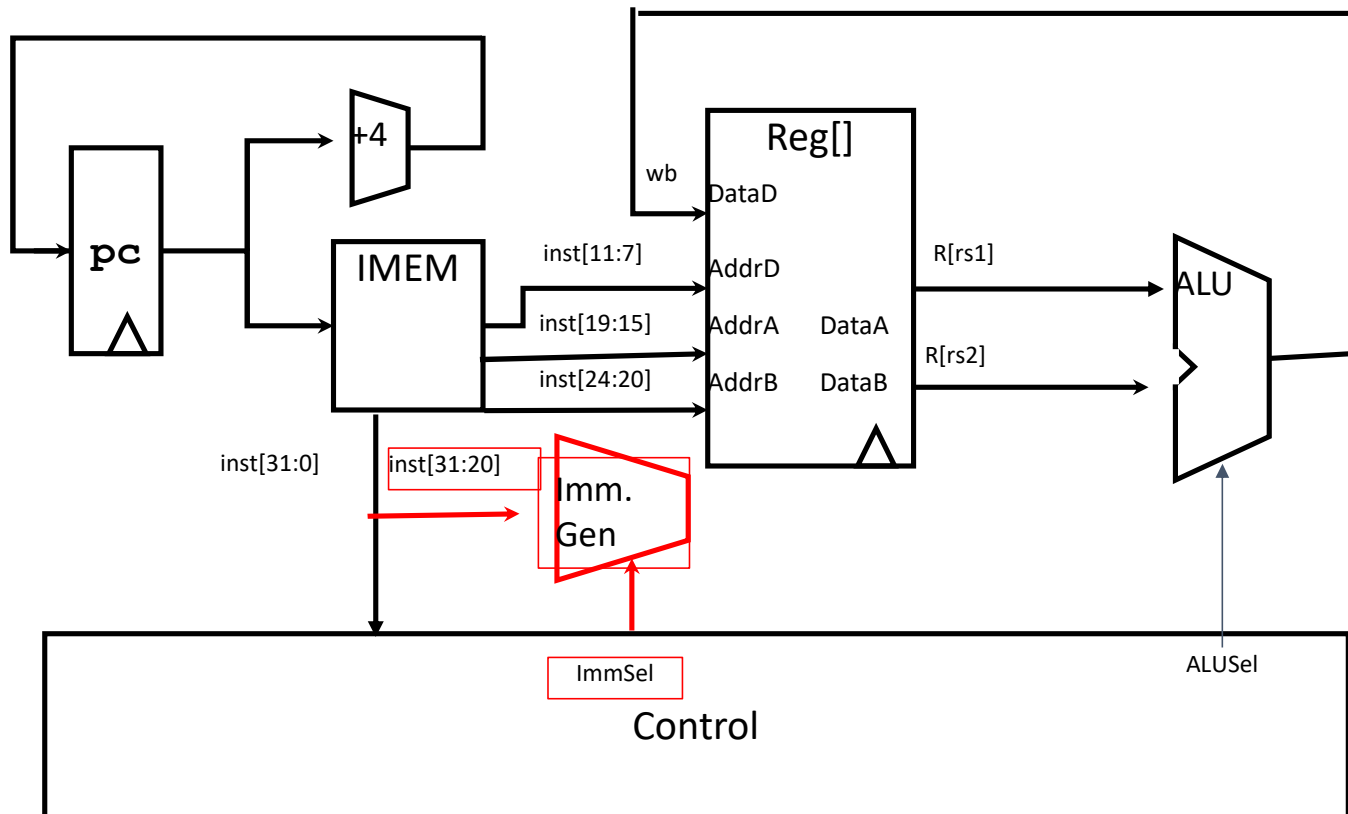 +4
Reg[]
wb
DataD
pc
IMEM
inst[11:7]
AddrD
R[rs1]
ALU
inst[19:15]
AddrA
DataA
R[rs2]
inst[24:20]
AddrB
DataB
inst[31:0]
inst[31:20]
Imm.
Gen
ImmSel
ALUSel
Control